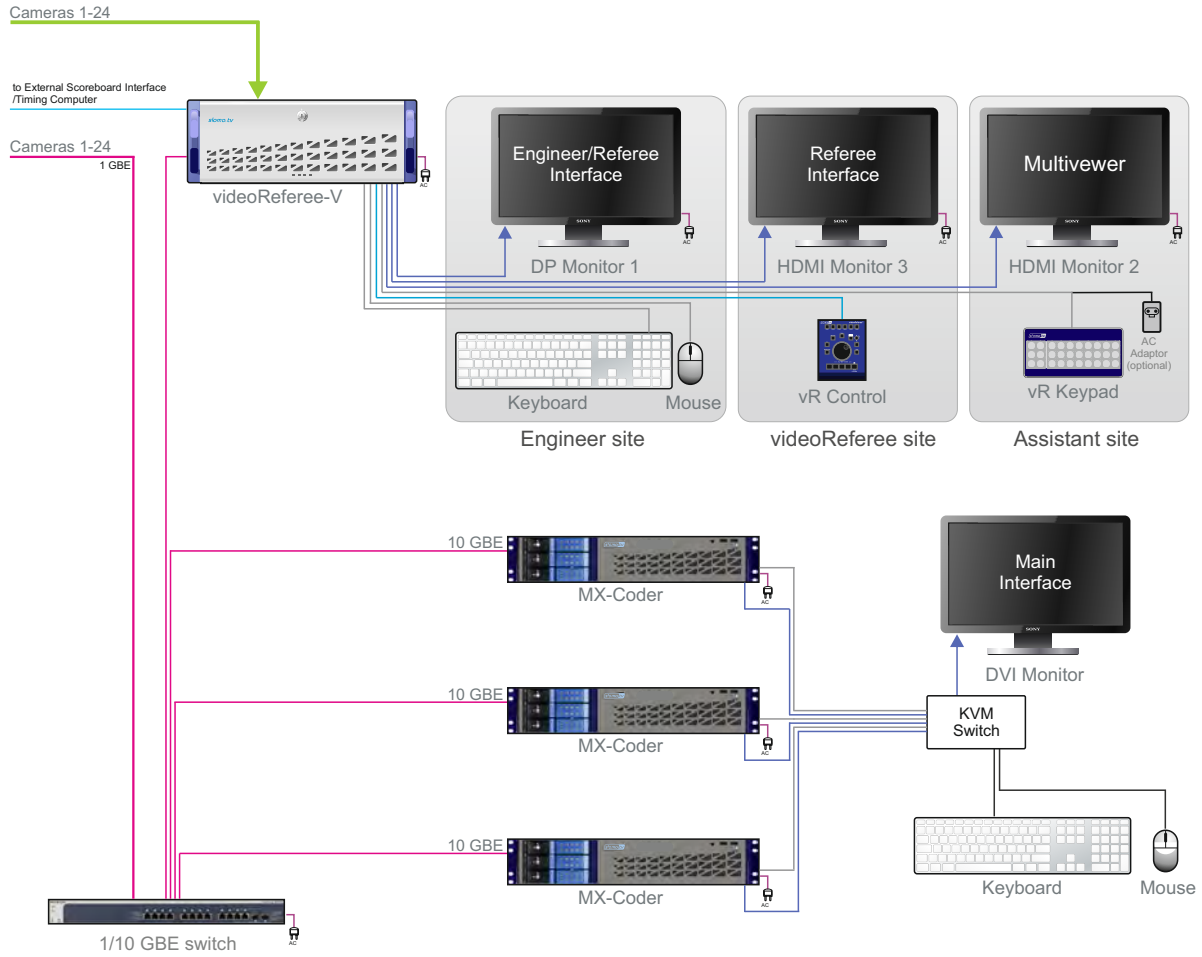 Cameras 1-24
to External Scoreboard Interface
/Timing Computer
Cameras 1-24
1 GBE
slomo.tv
AC
videoReferee-V
Engineer/Referee
Interface
SONY
AC
DP Monitor 1
Referee
Interface
SONY
AC
HDMI Monitor 3
Multivewer
SONY
AC
HDMI Monitor 2
Keyboard
Mouse
vR Control
AC
Adaptor
(optional)
vR Keypad
Engineer site
videoReferee site
Assistant site
10 GBE
AC
MX-Coder
Main
Interface
SONY
DVI Monitor
10 GBE
AC
MX-Coder
KVM
Switch
10 GBE
AC
MX-Coder
Keyboard
Mouse
AC
1/10 GBE switch